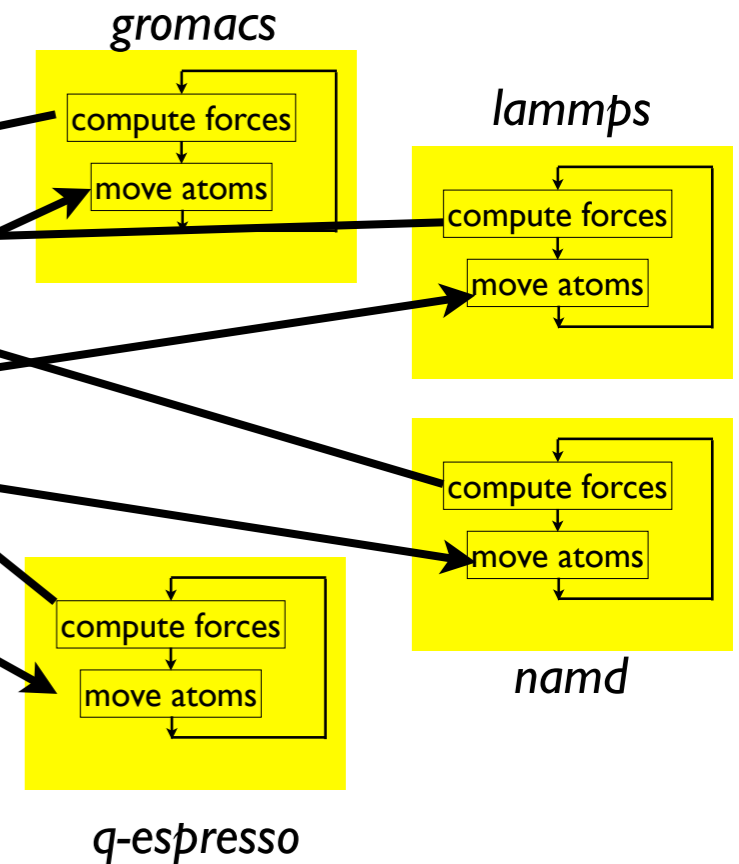 gromacs
compute forces
move atoms
lammps
compute forces
move atoms
compute forces
move atoms
namd
compute forces
move atoms
q-espresso